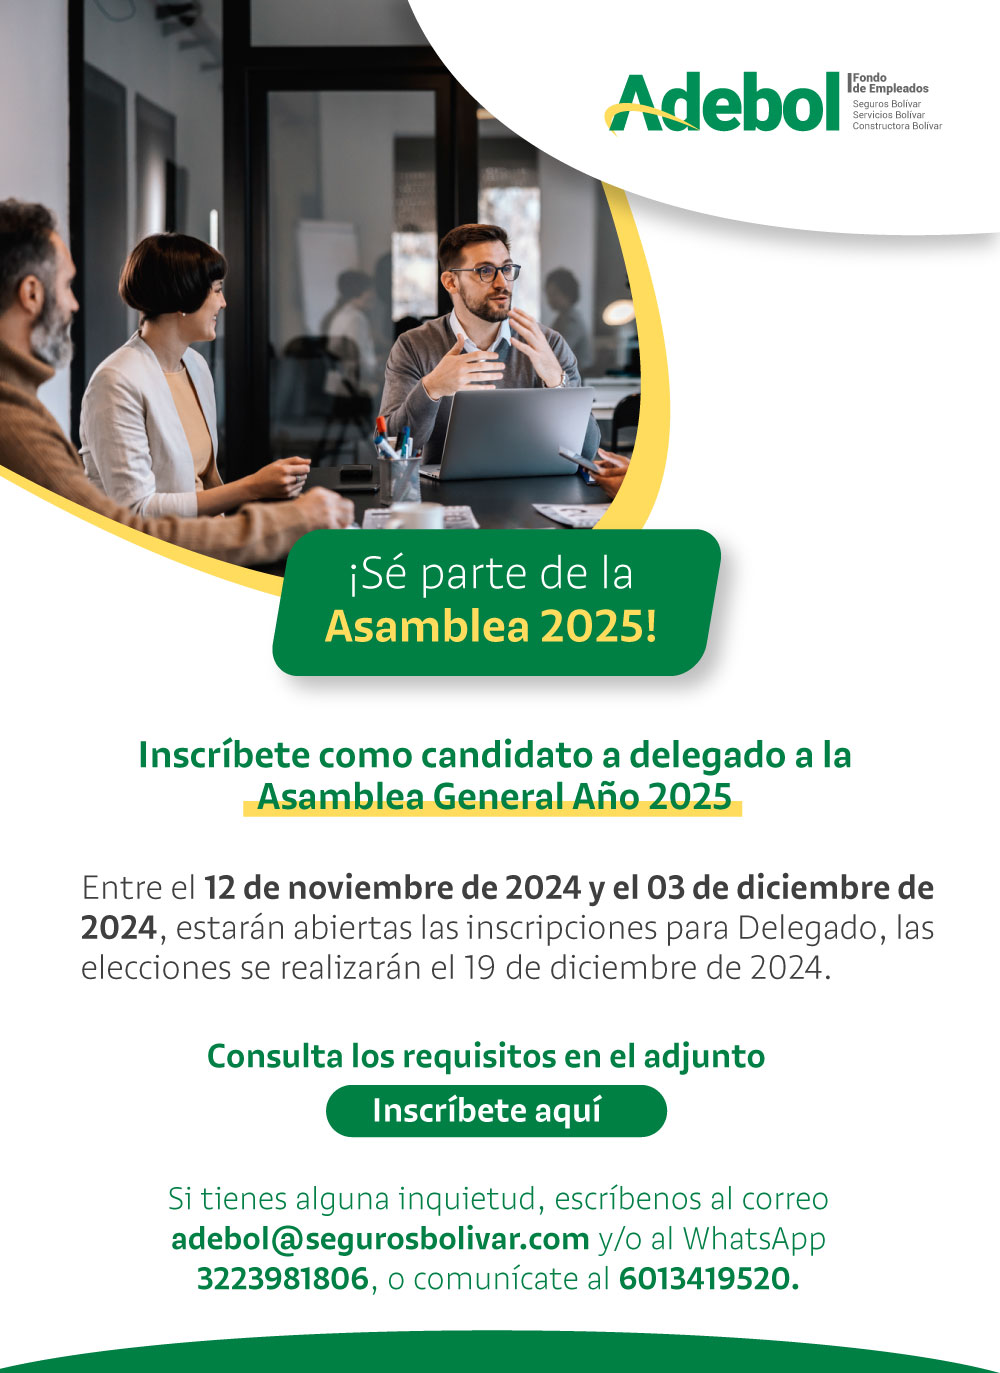 Adebol
Fondo
de Empleados
Seguros Bolívar
Servicios Bolívar
Constructora Bolívar
¡Sé parte de la
Asamblea 2025!
Inscríbete como candidato a delegado a la
Asamblea General Año 2025
Entre el 12 de noviembre de 2024 y el 03 de diciembre de
2024, estarán abiertas las inscripciones para Delegado, las
elecciones se realizarán el 19 de diciembre de 2024.
Consulta los requisitos en el adjunto
Inscríbete aquí
Si tienes alguna inquietud, escríbenos al correo
adebol@segurosbolivar.com y/o al WhatsApp
3223981806, o comunícate al 6013419520.